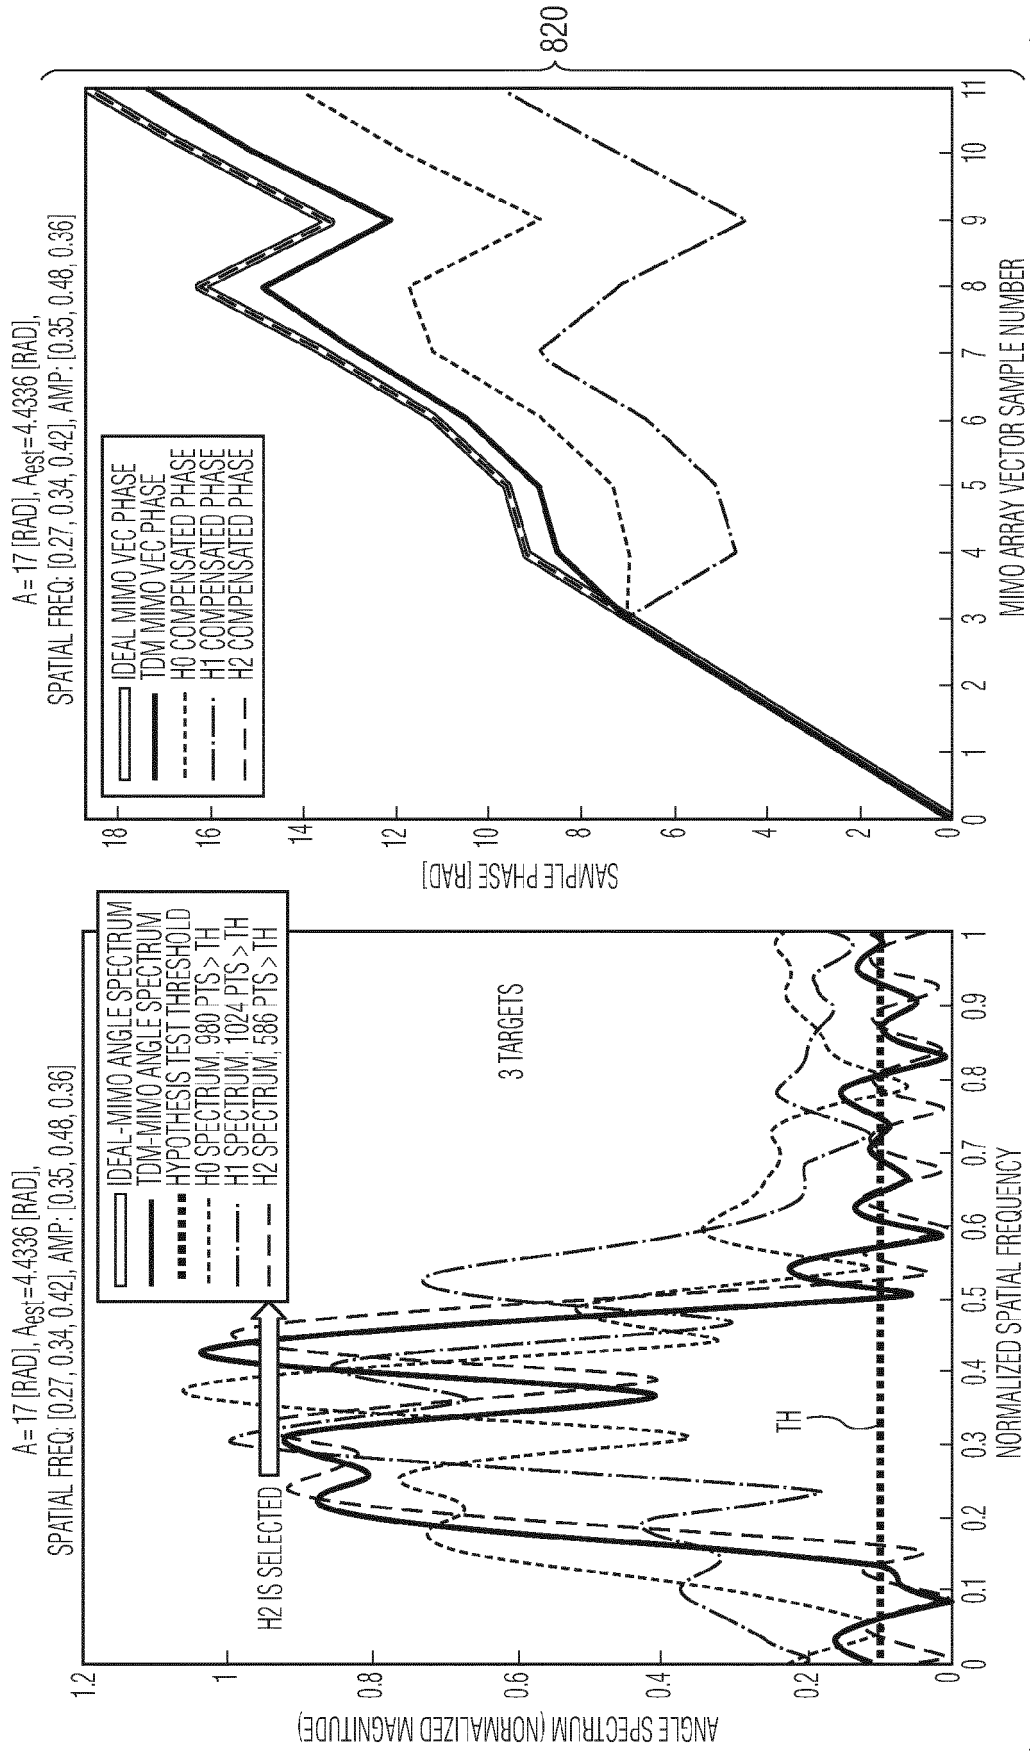 A = 17 [RAD], Aest=4.4336 [RAD],
SPATIAL FREQ: [0.27, 0.34, 0.42], AMP: [0.35, 0.48, 0.36]
IDEAL-MIMO ANGLE SPECTRUM
TDM-MIMO ANGLE SPECTRUM
HYPOTHESIS TEST THRESHOLD
H0 SPECTRUM, 980 PTS > TH
H1 SPECTRUM, 1024 PTS > TH
H2 SPECTRUM, 586 PTS > TH
H2 IS SELECTED
3 TARGETS
TH
ANGLE SPECTRUM (NORMALIZED MAGNITUDE)
1.2
1
0.8
0.6
0.4
0.2
0
0 0.1 0.2 0.3 0.4 0.5 0.6 0.7 0.8 0.9 1
NORMALIZED SPATIAL FREQUENCY
A = 17 [RAD], Aest=4.4336 [RAD],
SPATIAL FREQ: [0.27, 0.34, 0.42], AMP: [0.35, 0.48, 0.36]
IDEAL MIMO VEC PHASE
TDM MIMO VEC PHASE
H0 COMPENSATED PHASE
H1 COMPENSATED PHASE
H2 COMPENSATED PHASE
SAMPLE PHASE [RAD]
18
16
14
12
10
8
6
4
2
0
0 1 2 3 4 5 6 7 8 9 10 11
MIMO ARRAY VECTOR SAMPLE NUMBER
820